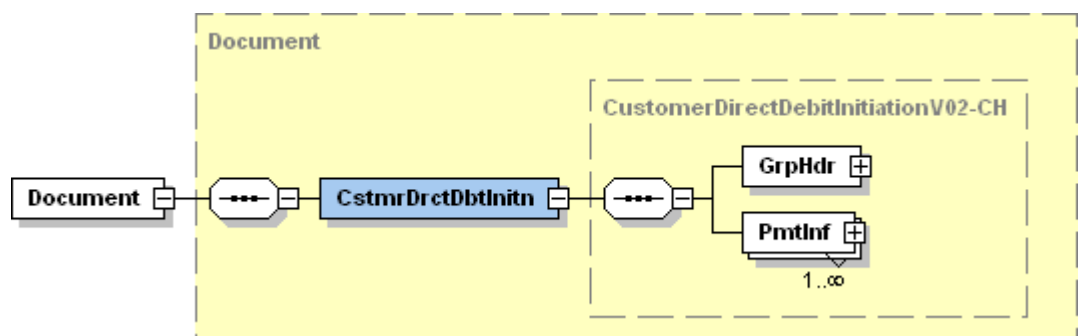 Document
CustomerDirectDebitInitiationV02-CH
GrpHdr
Document
CstmrDrctDbtInitn
PmtInf
1..∞